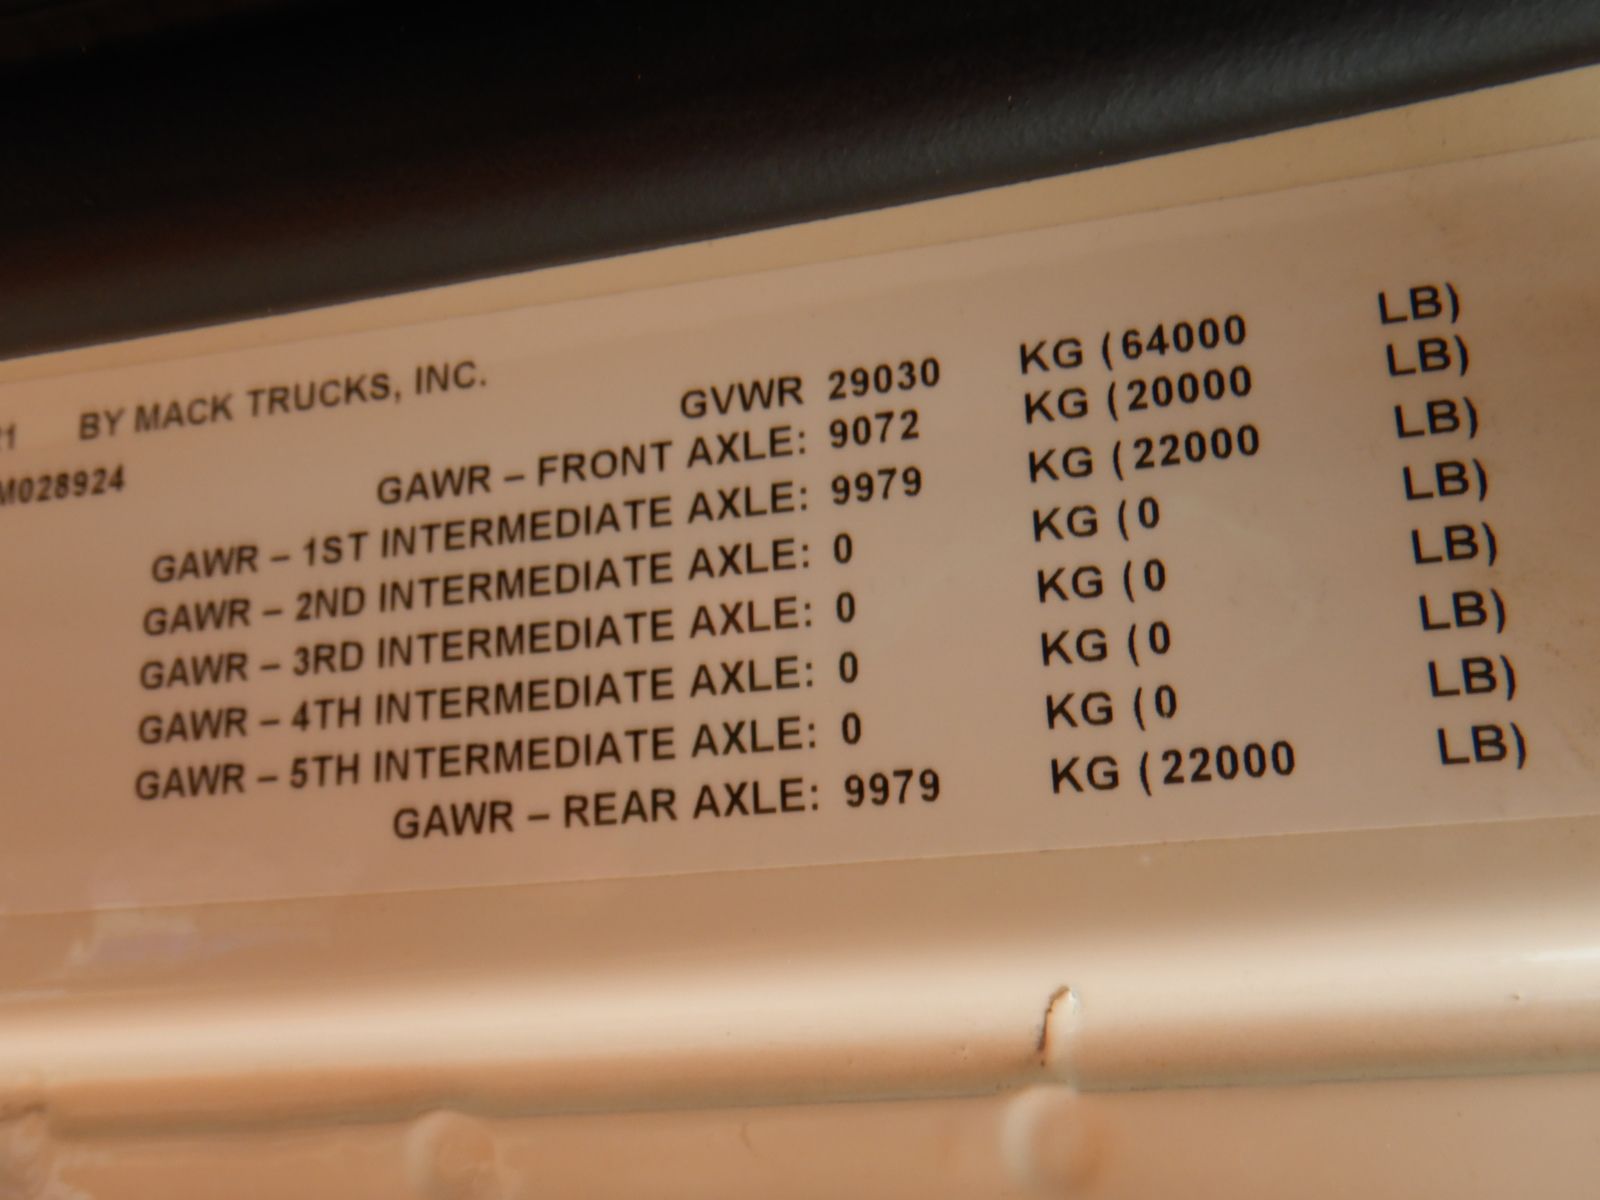 21 BY MACK TRUCKS, INC.
M028924
GVWR 29030 KG (64000 LB)
GAWR – FRONT AXLE: 9072 KG (20000 LB)
GAWR – 1ST INTERMEDIATE AXLE: 9979 KG (22000 LB)
GAWR – 2ND INTERMEDIATE AXLE: 0 KG (0 LB)
GAWR – 3RD INTERMEDIATE AXLE: 0 KG (0 LB)
GAWR – 4TH INTERMEDIATE AXLE: 0 KG (0 LB)
GAWR – 5TH INTERMEDIATE AXLE: 0 KG (0 LB)
GAWR – REAR AXLE: 9979 KG (22000 LB)